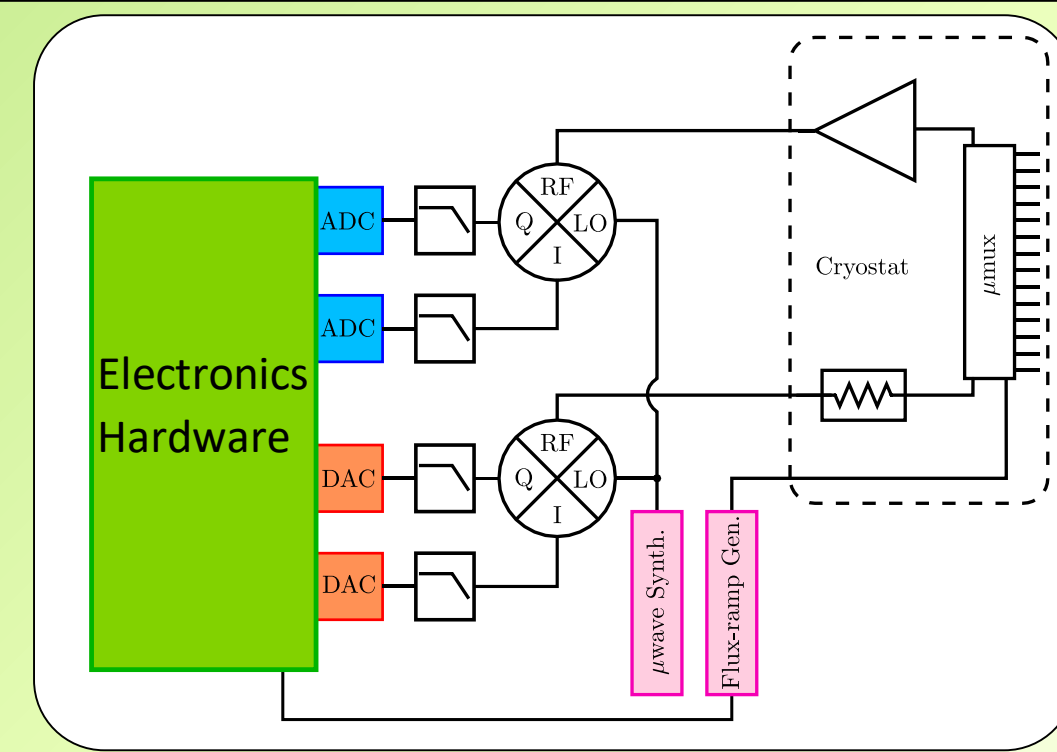 Electronics
Hardware
ADC
ADC
DAC
DAC
RF
Q
LO
I
RF
Q
LO
I
Cryostat
μmux
μwave Synth.
Flux-ramp Gen.